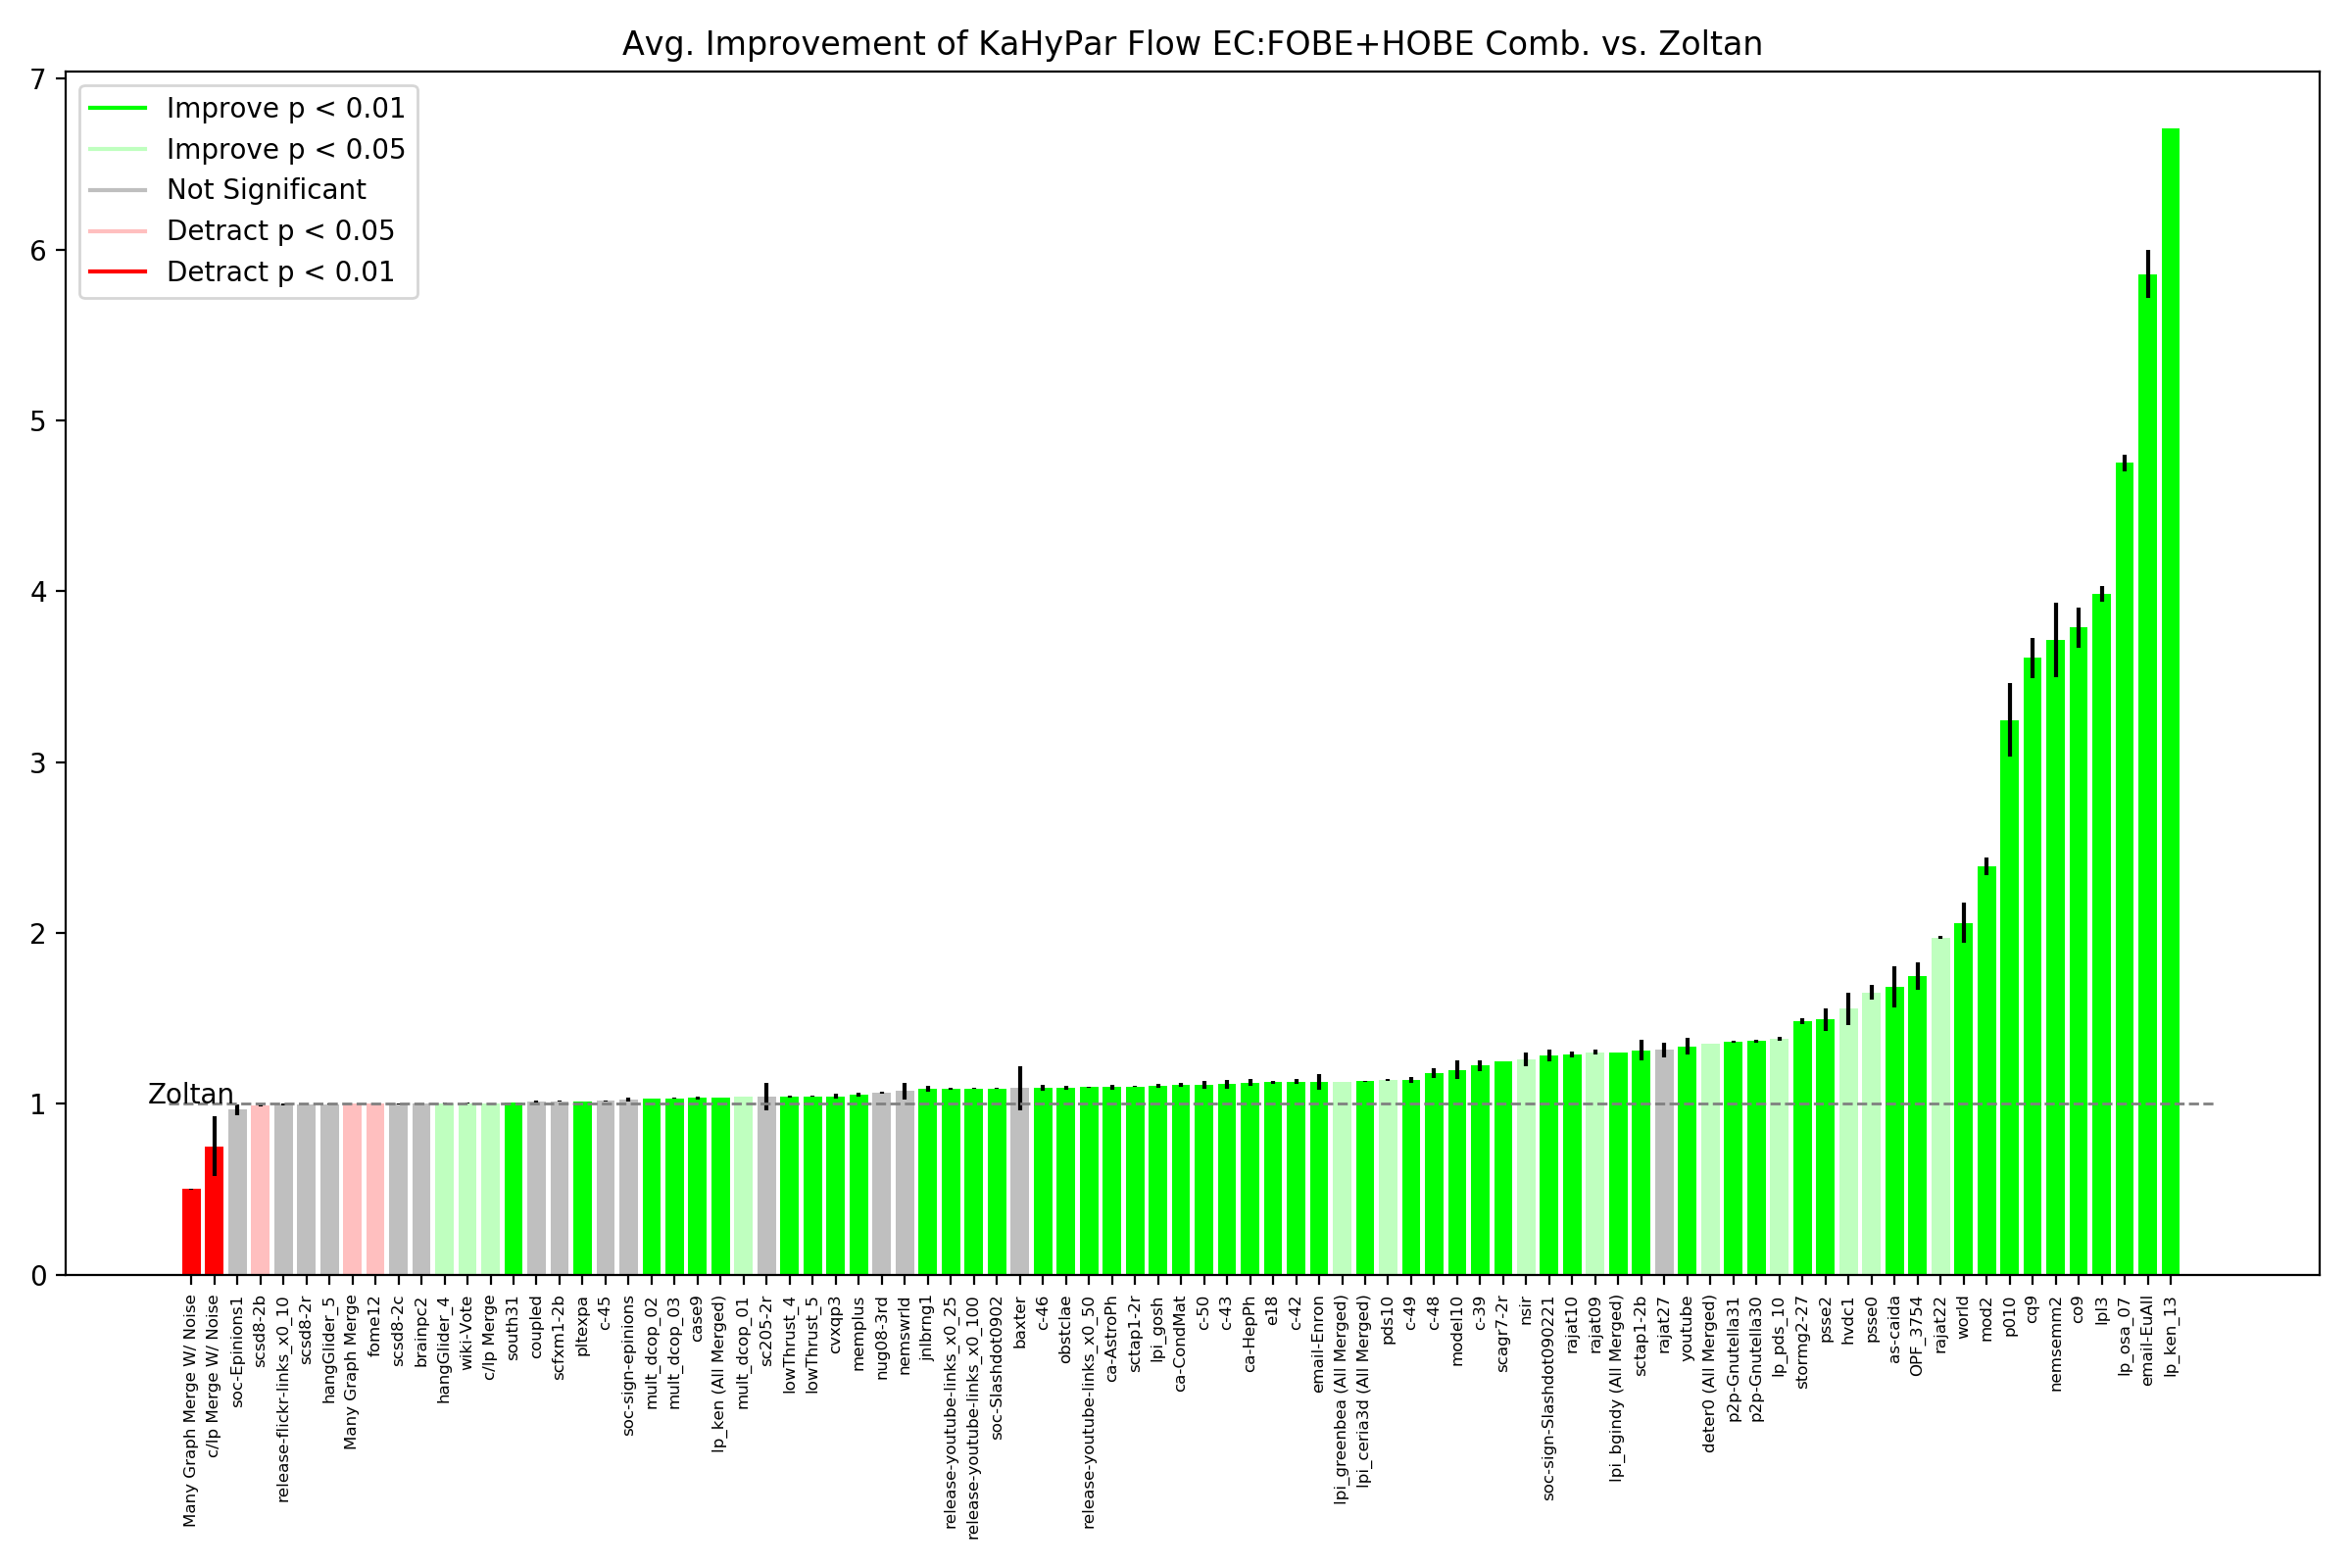 Avg. Improvement of KaHyPar Flow EC:FOBE+HOBE Comb. vs. Zoltan
7
6
5
4
3
2
1
0
Improve p < 0.01
Improve p < 0.05
Not Significant
Detract p < 0.05
Detract p < 0.01
Zoltan
Many Graph Merge W/ Noise
c/lp Merge W/ Noise
soc-Epinions1
scsd8-2b
release-flickr-links_x0_10
scsd8-2r
hangGlider_5
Many Graph Merge
fome12
scsd8-2c
brainpc2
hangGlider_4
wiki-Vote
c/lp Merge
south31
coupled
scfxm1-2b
pltexpa
c-45
soc-sign-epinions
mult_dcop_02
mult_dcop_03
case9
lp_ken (All Merged)
mult_dcop_01
sc205-2r
lowThrust_4
lowThrust_5
cvxqp3
memplus
nug08-3rd
nemswrld
jnlbrng1
release-youtube-links_x0_25
release-youtube-links_x0_100
soc-Slashdot0902
baxter
c-46
obstclae
release-youtube-links_x0_50
ca-AstroPh
sctap1-2r
lpi_gosh
ca-CondMat
c-50
c-43
ca-HepPh
e18
c-42
email-Enron
lpi_greenbea (All Merged)
lpi_ceria3d (All Merged)
pds10
c-49
c-48
model10
c-39
scagr7-2r
nsir
soc-sign-Slashdot090221
rajat10
rajat09
lpi_bgindy (All Merged)
sctap1-2b
rajat27
youtube
deter0 (All Merged)
p2p-Gnutella31
p2p-Gnutella30
lp_pds_10
stormg2-27
psse2
hvdc1
psse0
as-caida
OPF_3754
rajat22
world
mod2
p010
cq9
nemsemm2
co9
lpl3
lp_osa_07
email-EuAll
lp_ken_13